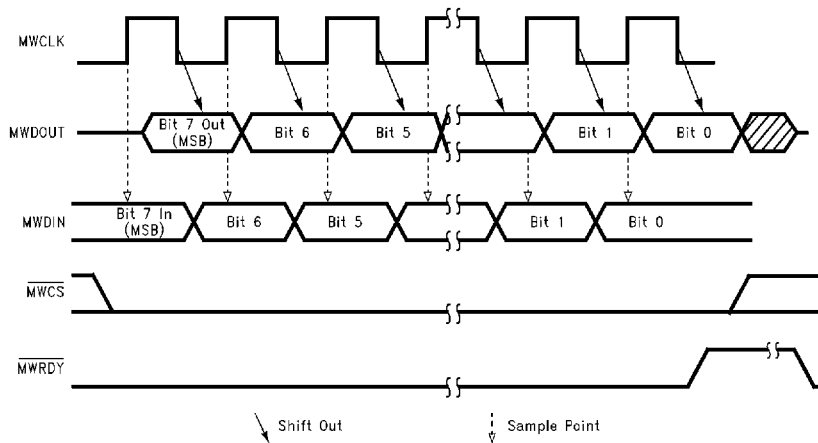 MWCLK
MWDOUT
Bit 7 Out
(MSB)
Bit 6
Bit 5
Bit 1
Bit 0
MWDIN
Bit 7 In
(MSB)
Bit 6
Bit 5
Bit 1
Bit 0
MWCS
MWRDY
Shift Out
Sample Point